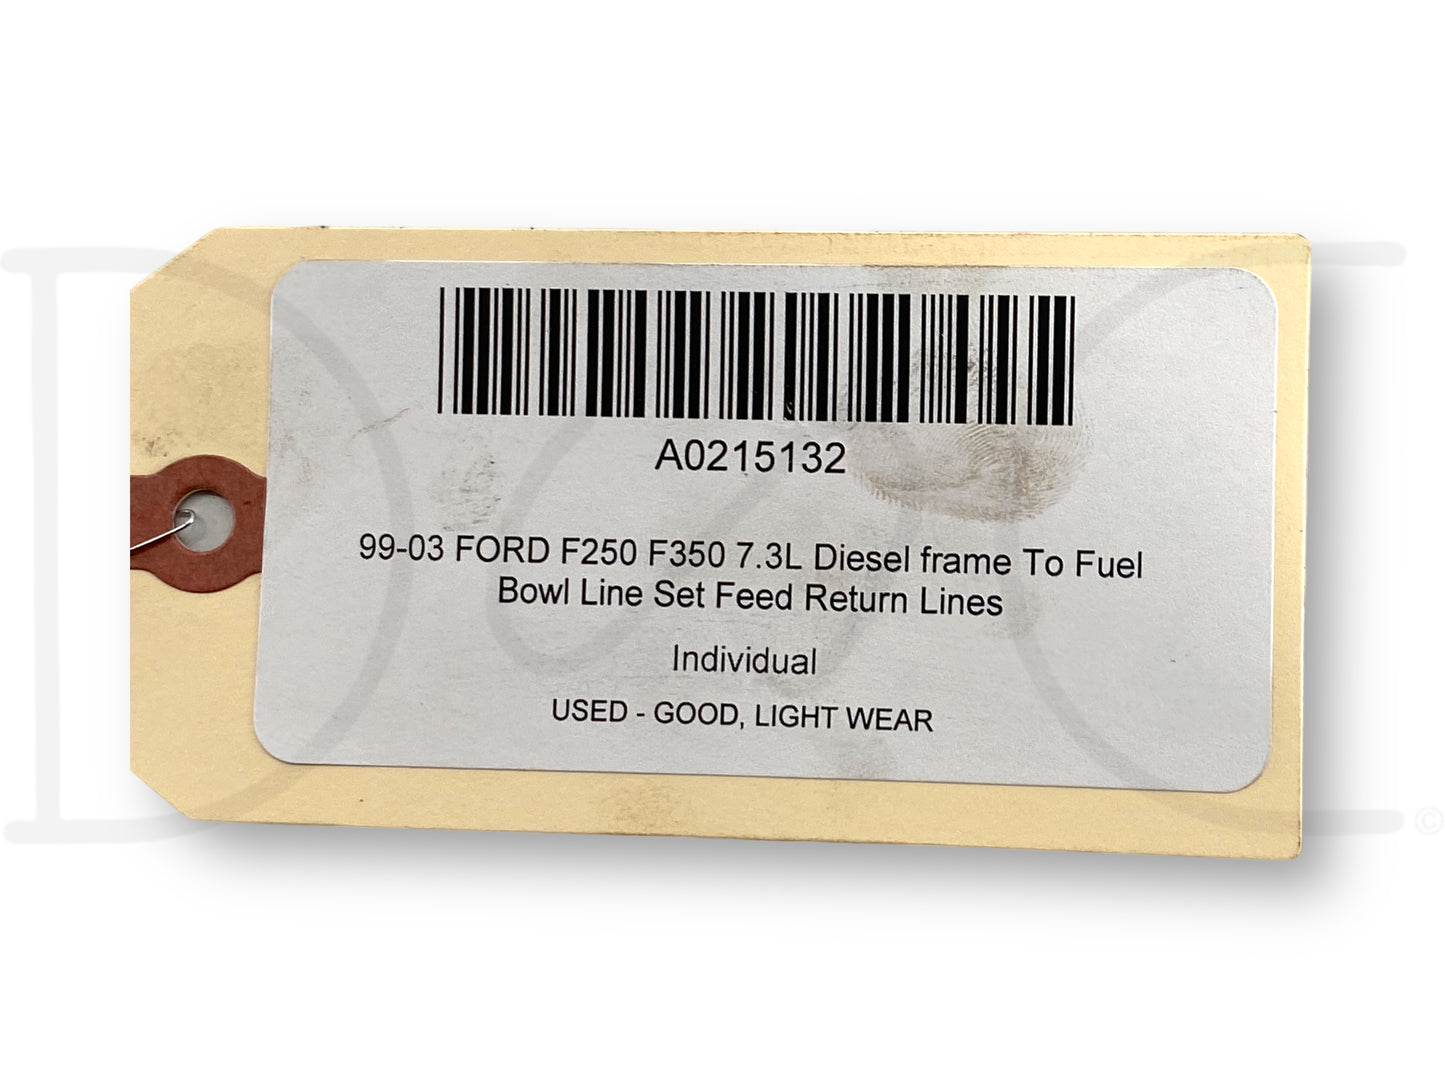 A0215132
99-03 FORD F250 F350 7.3L Diesel frame To Fuel
Bowl Line Set Feed Return Lines
Individual
USED - GOOD, LIGHT WEAR
©